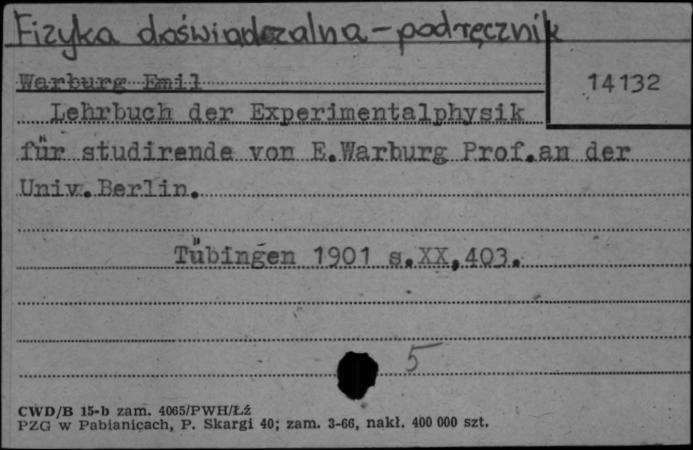 Fizyka doświadczalna – podręcznik
Warburg Emil
14132
Lehrbuch der Experimentalphysik
für studirende von E.Warburg Prof.an der
Univ.Berlin.
Tübingen 1901 s.XX,403.
5
CWD/B 15-b zam. 4065/PWH/Łź
PZG w Pabianicach, P. Skargi 40; zam. 3-66, nakł. 400 000 szt.